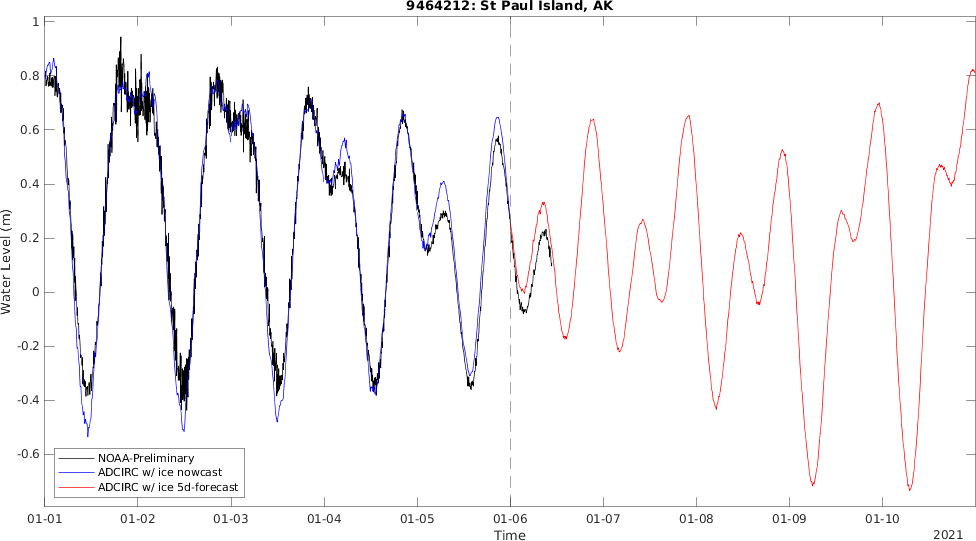 9464212: St Paul Island, AK
1
0.8
0.6
0.4
0.2
0
-0.2
-0.4
-0.6
Water Level (m)
NOAA-Preliminary
ADCIRC w/ ice nowcast
ADCIRC w/ ice 5d-forecast
01-01 01-02 01-03 01-04 01-05 01-06 01-07 01-08 01-09 01-10
Time
2021